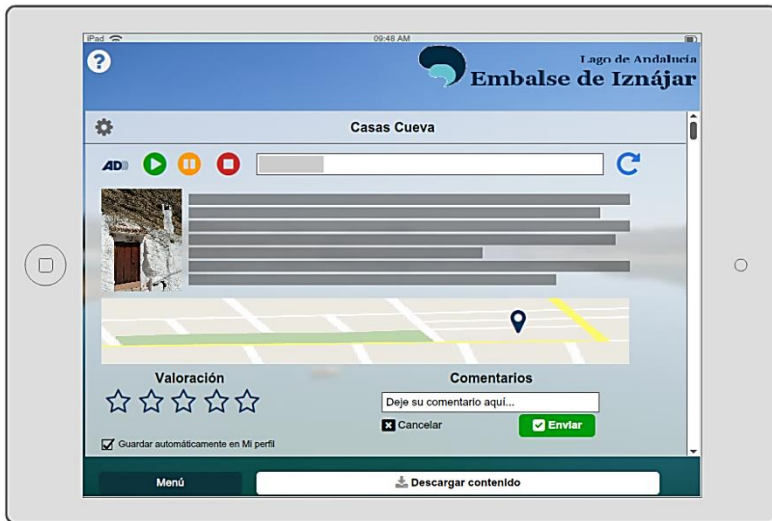 iPad
09:48 AM
?
Lago de Andalucía
Embalse de Iznájar
Casas Cueva
AD
Valoración
Comentarios
Deje su comentario aquí...
Cancelar
Enviar
Guardar automáticamente en Mi perfil
Menú
Descargar contenido